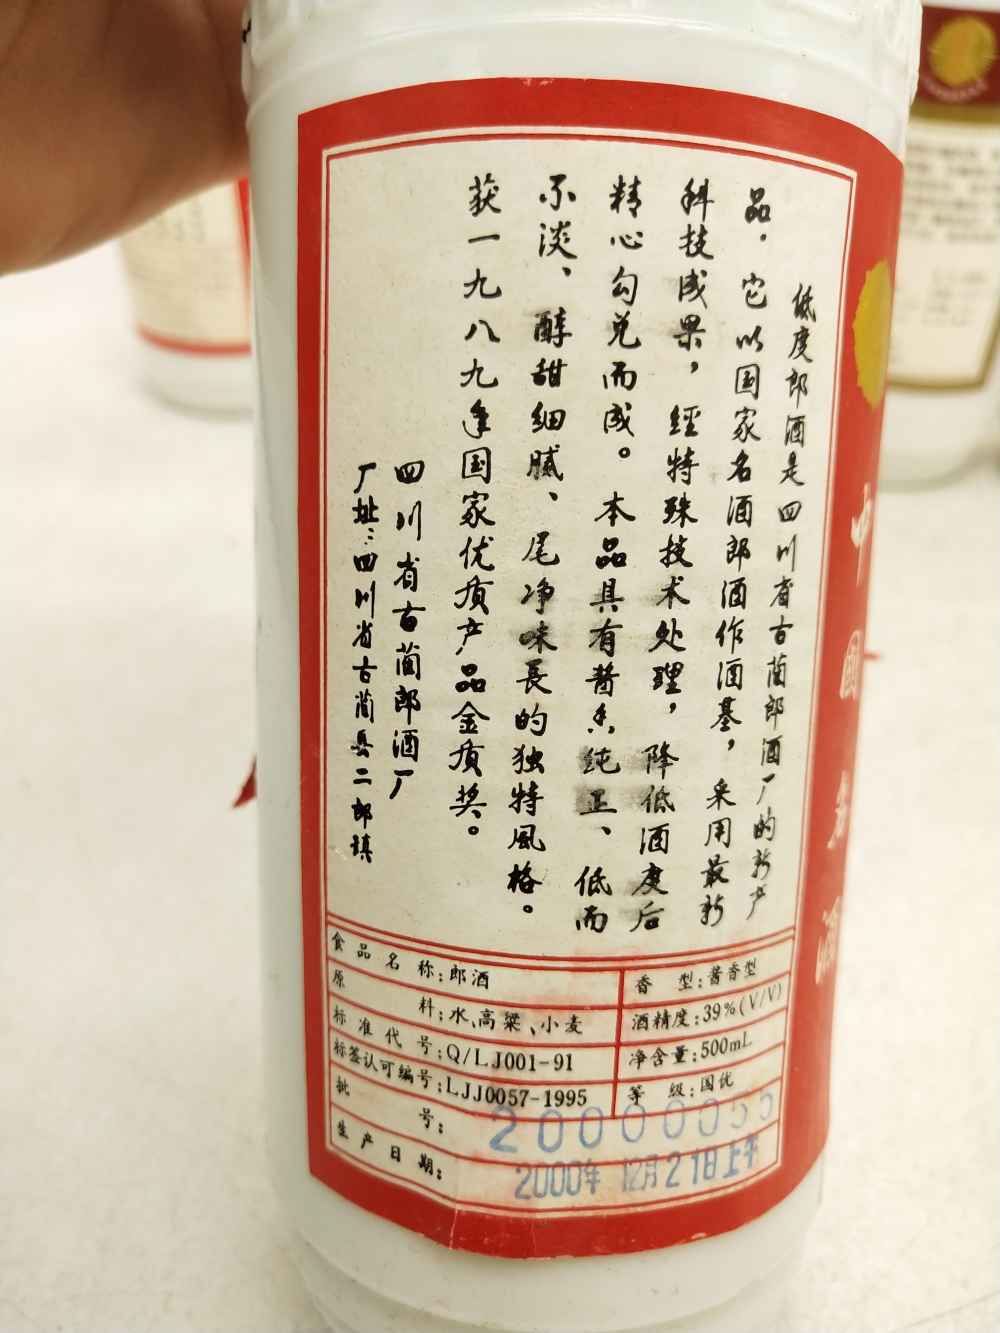 低度郎酒是四川省古蔺郎酒厂的新产
品。它以国家名酒郎酒作酒基，采用最新
科技成果，經特殊技术处理，降低酒度后
精心勾兑而成。本品具有酱香纯正、低而
不淡、醇甜细腻、尾净味長的独特風格。
获一九八九年国家优质产品金质奖。
四川省古蔺郎酒厂
厂址：四川省古蔺县二郎镇
食品名称：郎酒
香型：酱香型
原料：水、高粱、小麦
酒精度：39%(V/V)
标准代号：Q/LJ001-91
净含量：500mL
标签认可编号：LJJ0057-1995
等级：国优
批号：200000
生产日期：2000年12月21日上午
中國
酒